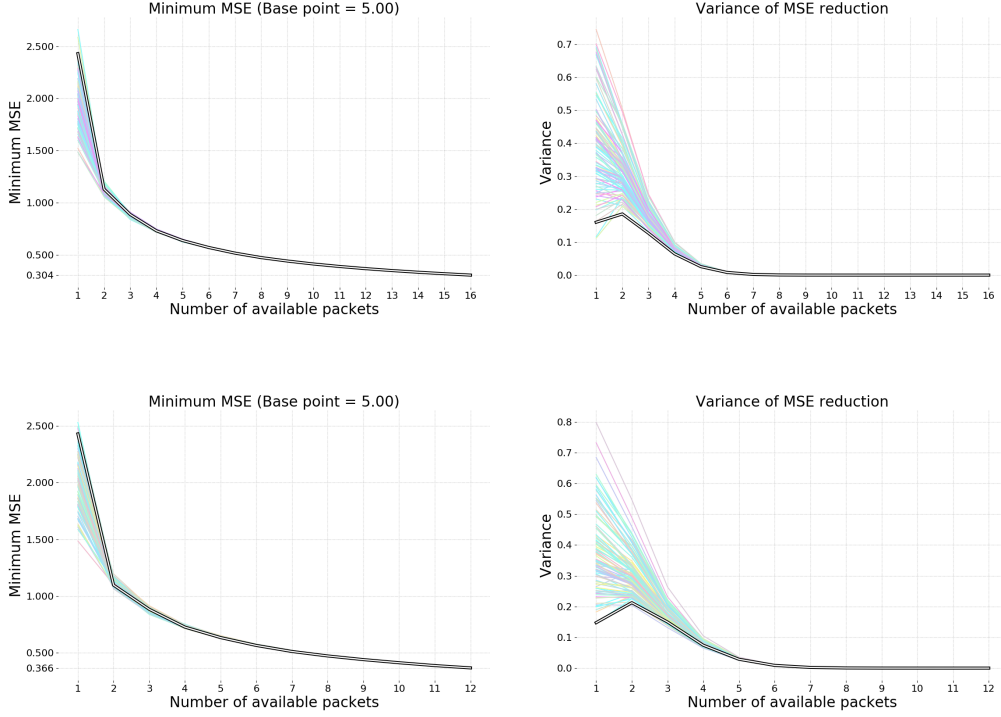 Minimum MSE (Base point = 5.00)
Minimum MSE
2.500
2.000
1.500
1.000
0.500
0.304
1 2 3 4 5 6 7 8 9 10 11 12 13 14 15 16
Number of available packets
Variance of MSE reduction
Variance
0.7
0.6
0.5
0.4
0.3
0.2
0.1
0.0
1 2 3 4 5 6 7 8 9 10 11 12 13 14 15 16
Number of available packets
Minimum MSE (Base point = 5.00)
Minimum MSE
2.500
2.000
1.500
1.000
0.500
0.366
1 2 3 4 5 6 7 8 9 10 11 12
Number of available packets
Variance of MSE reduction
Variance
0.8
0.7
0.6
0.5
0.4
0.3
0.2
0.1
0.0
1 2 3 4 5 6 7 8 9 10 11 12
Number of available packets